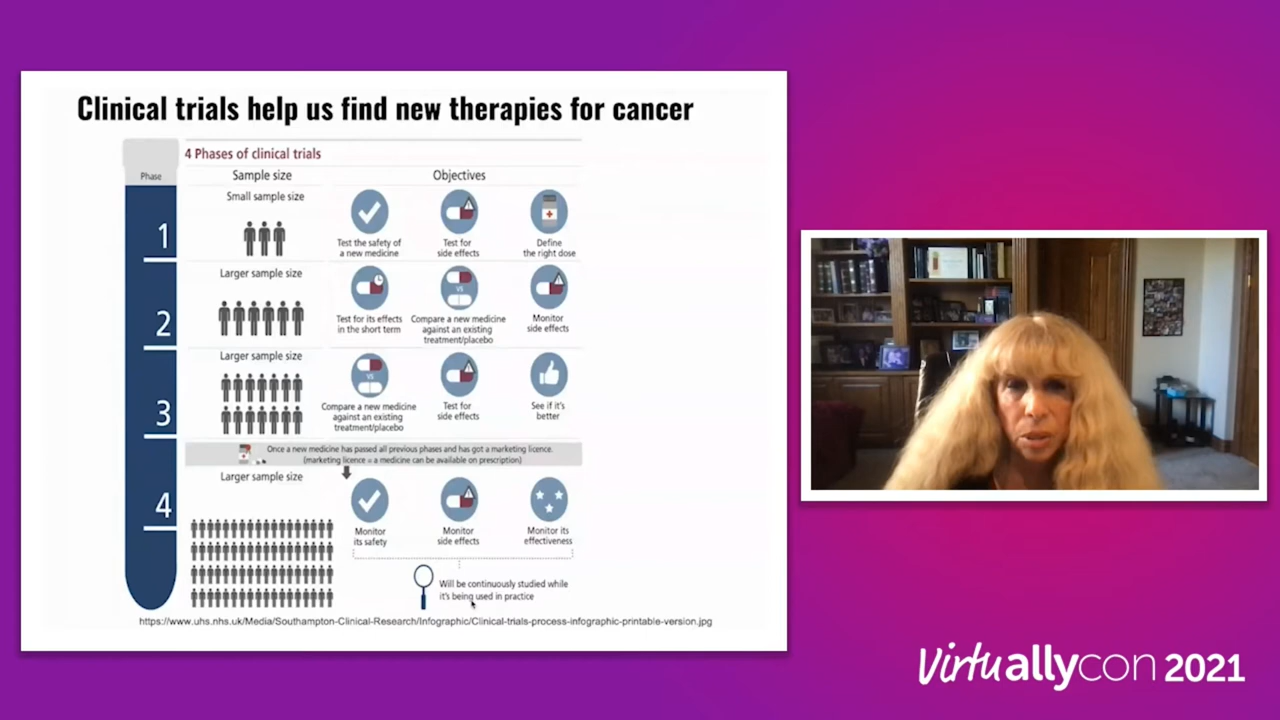 Clinical trials help us find new therapies for cancer
4 Phases of clinical trials
Phase
Sample size
Objectives
1
Small sample size
Test the safety of
a new medicine
Test for
side effects
Define
the right dose
2
Larger sample size
Test for its effects
in the short term
VS
Compare a new medicine
against an existing
treatment/placebo
Monitor
side effects
3
Larger sample size
VS
Compare a new medicine
against an existing
treatment/placebo
Test for
side effects
See if it's
better
Once a new medicine has passed all previous phases and has got a marketing licence.
(marketing licence = a medicine can be available on prescription)
4
Larger sample size
Monitor
its safety
Monitor
side effects
Monitor its
effectiveness
Will be continuously studied while
it's being used in practice
https://www.uhs.nhs.uk/Media/Southampton-Clinical-Research/Infographic/Clinical-trials-process-infographic-printable-version.jpg
Virtuallycon 2021